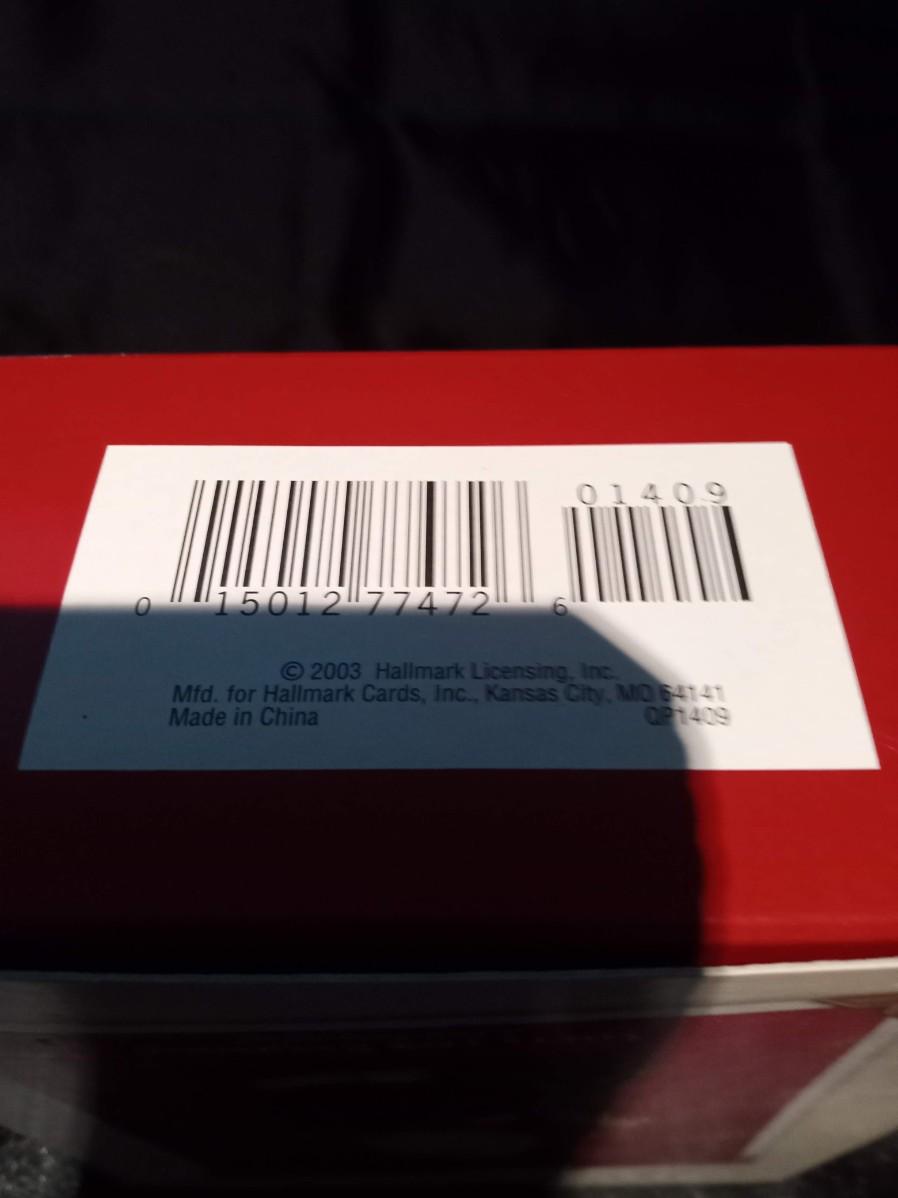 01409
0 15012 77472 6
© 2003 Hallmark Licensing, Inc.
Mfd. for Hallmark Cards, Inc., Kansas City, MO 64141
Made in China QP1409